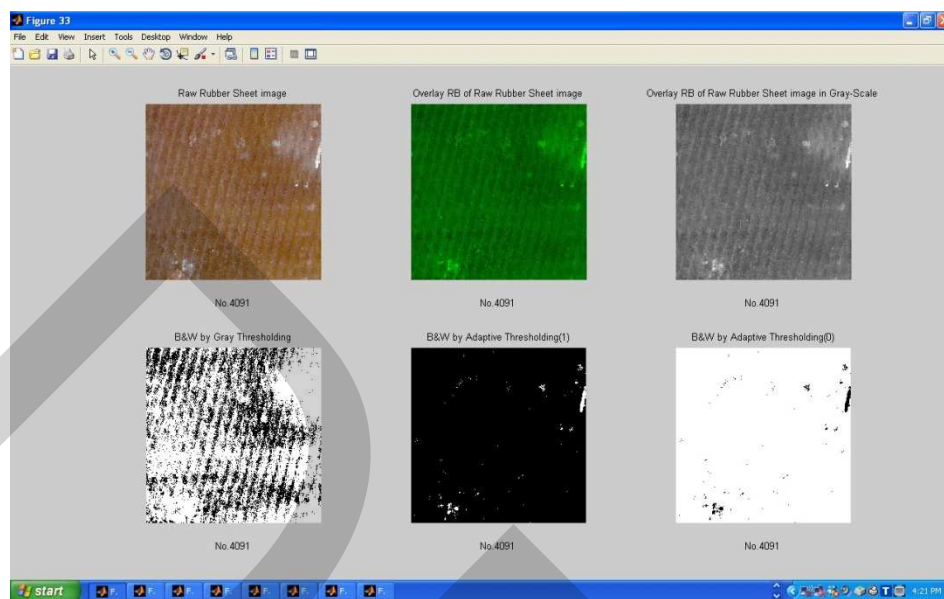 Figure 33
File Edit View Insert Tools Desktop Window Help
Raw Rubber Sheet image
Overlay RB of Raw Rubber Sheet image
Overlay RB of Raw Rubber Sheet image in Gray-Scale
No.4091
No.4091
No.4091
B&W by Gray Thresholding
B&W by Adaptive Thresholding(1)
B&W by Adaptive Thresholding(0)
No.4091
No.4091
No.4091
start
F.
F.
F.
F.
F.
F.
F.
F.
T
4:21 PM